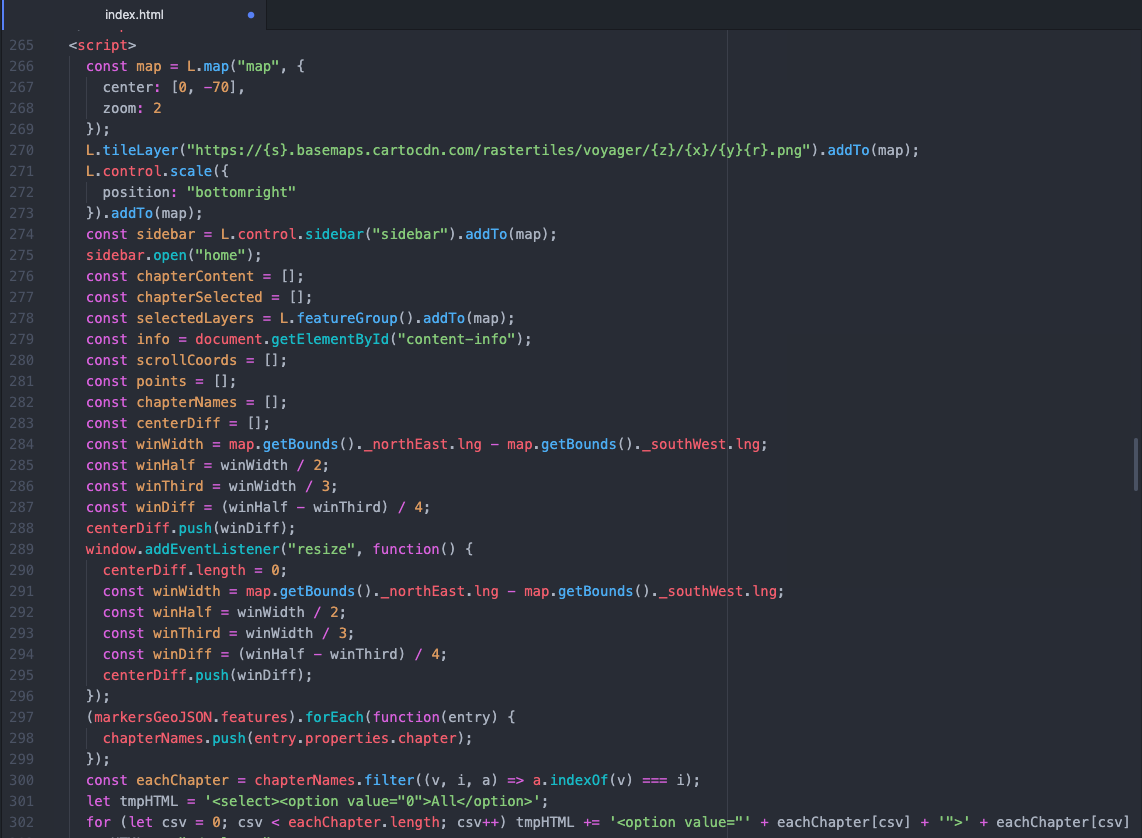 index.html
265 <script>
266 const map = L.map("map", {
267 center: [0, -70],
268 zoom: 2
269 });
270 L.tileLayer("https://{s}.basemaps.cartocdn.com/rastertiles/voyager/{z}/{x}/{y}{r}.png").addTo(map);
271 L.control.scale({
272 position: "bottomright"
273 }).addTo(map);
274 const sidebar = L.control.sidebar("sidebar").addTo(map);
275 sidebar.open("home");
276 const chapterContent = [];
277 const chapterSelected = [];
278 const selectedLayers = L.featureGroup().addTo(map);
279 const info = document.getElementById("content-info");
280 const scrollCoords = [];
281 const points = [];
282 const chapterNames = [];
283 const centerDiff = [];
284 const winWidth = map.getBounds()._northEast.lng - map.getBounds()._southWest.lng;
285 const winHalf = winWidth / 2;
286 const winThird = winWidth / 3;
287 const winDiff = (winHalf - winThird) / 4;
288 centerDiff.push(winDiff);
289 window.addEventListener("resize", function() {
290 centerDiff.length = 0;
291 const winWidth = map.getBounds()._northEast.lng - map.getBounds()._southWest.lng;
292 const winHalf = winWidth / 2;
293 const winThird = winWidth / 3;
294 const winDiff = (winHalf - winThird) / 4;
295 centerDiff.push(winDiff);
296 });
297 (markersGeoJSON.features).forEach(function(entry) {
298 chapterNames.push(entry.properties.chapter);
299 });
300 const eachChapter = chapterNames.filter((v, i, a) => a.indexOf(v) === i);
301 let tmpHTML = '<select><option value="0">All</option>';
302 for (let csv = 0; csv < eachChapter.length; csv++) tmpHTML += '<option value="' + eachChapter[csv] + '">' + eachChapter[csv]